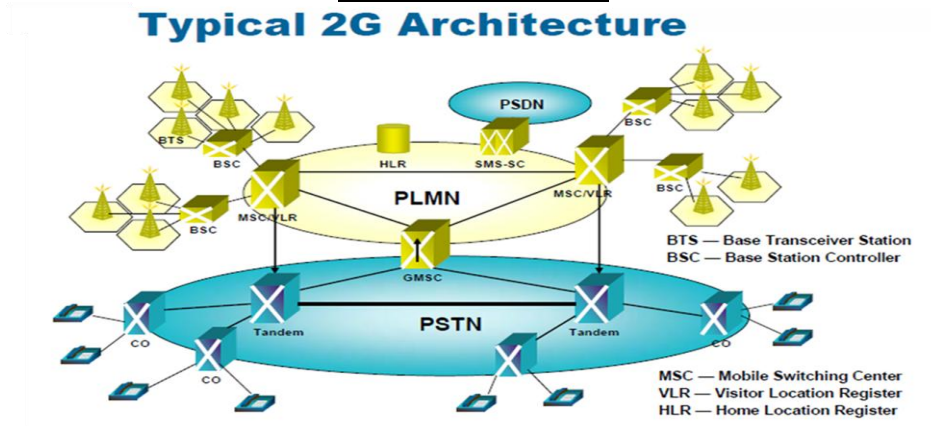 Typical 2G Architecture
PSDN
BTS
BSC
HLR
SMS-SC
BSC
MSC/VLR
PLMN
MSC/VLR
BSC
BSC
GMSC
BTS — Base Transceiver Station
BSC — Base Station Controller
Tandem
PSTN
Tandem
CO
CO
CO
MSC — Mobile Switching Center
VLR — Visitor Location Register
HLR — Home Location Register